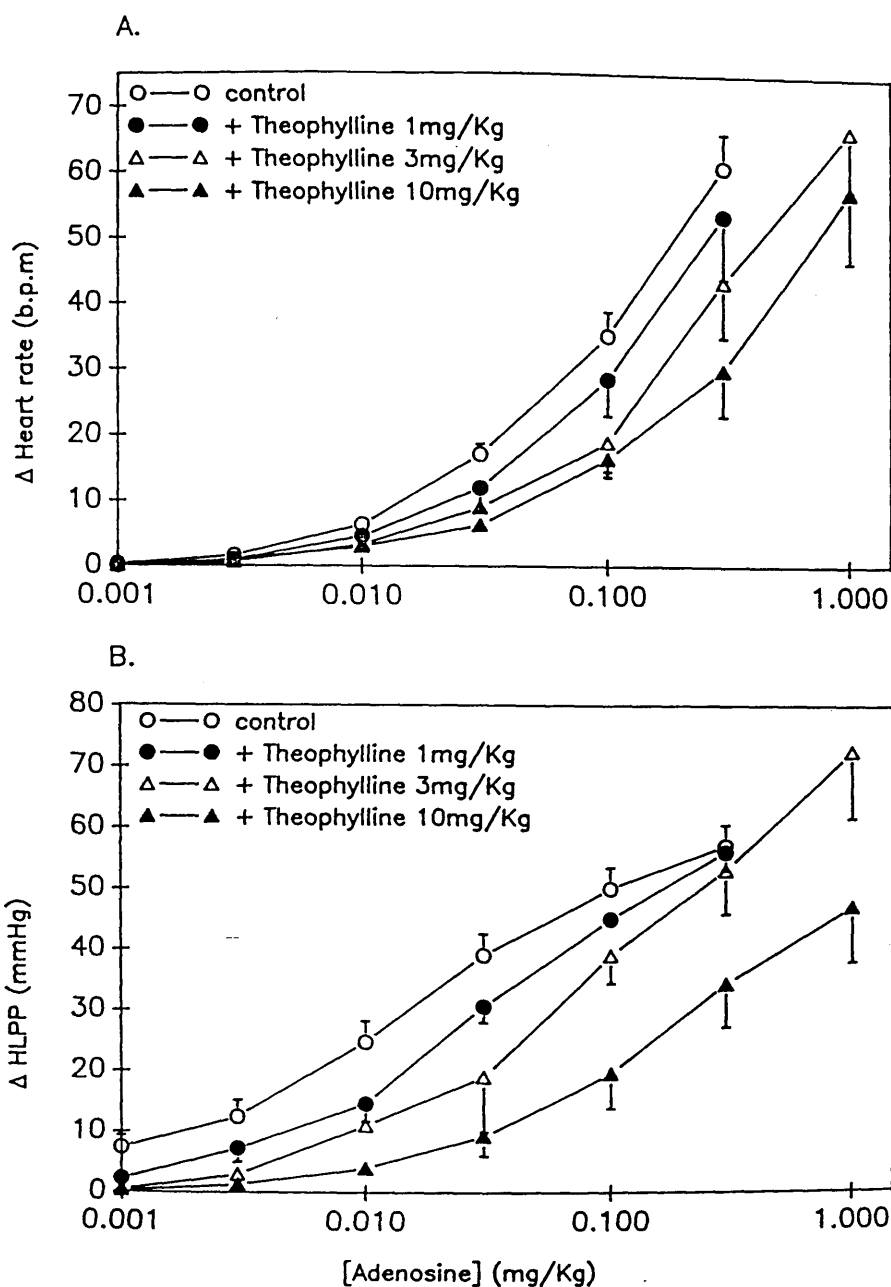 A.
Δ Heart rate (b.p.m)
70
60
50
40
30
20
10
0
control
+ Theophylline 1mg/Kg
+ Theophylline 3mg/Kg
+ Theophylline 10mg/Kg
0.001
0.010
0.100
1.000
B.
Δ HLPP (mmHg)
80
70
60
50
40
30
20
10
0
control
+ Theophylline 1mg/Kg
+ Theophylline 3mg/Kg
+ Theophylline 10mg/Kg
0.001
0.010
0.100
1.000
[Adenosine] (mg/Kg)